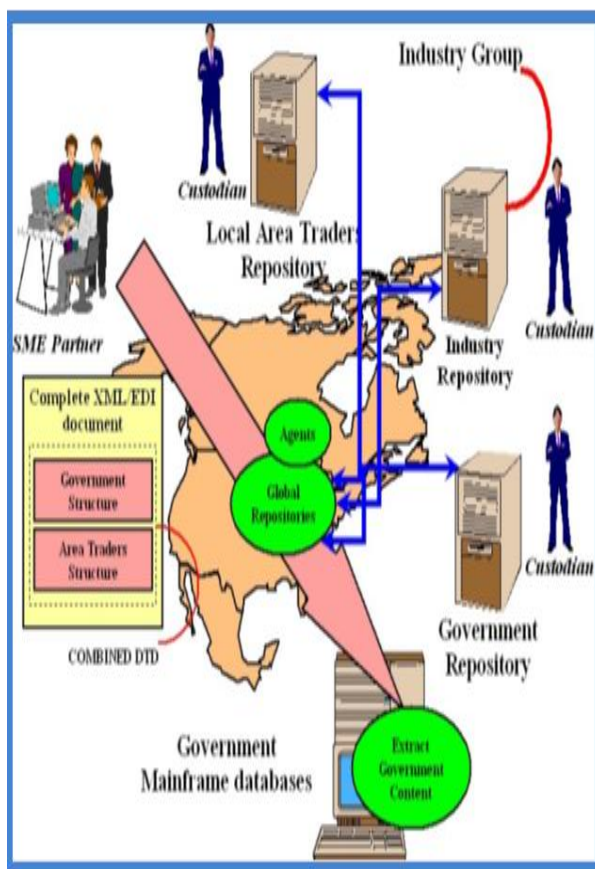 Industry Group
Custodian
Local Area Traders
Repository
SME Partner
Industry
Repository
Custodian
Complete XML/EDI
document
Government
Structure
Area Traders
Structure
COMBINED DTD
Agents
Global
Repositories
Custodian
Government
Repository
Government
Mainframe databases
Extract
Government
Content